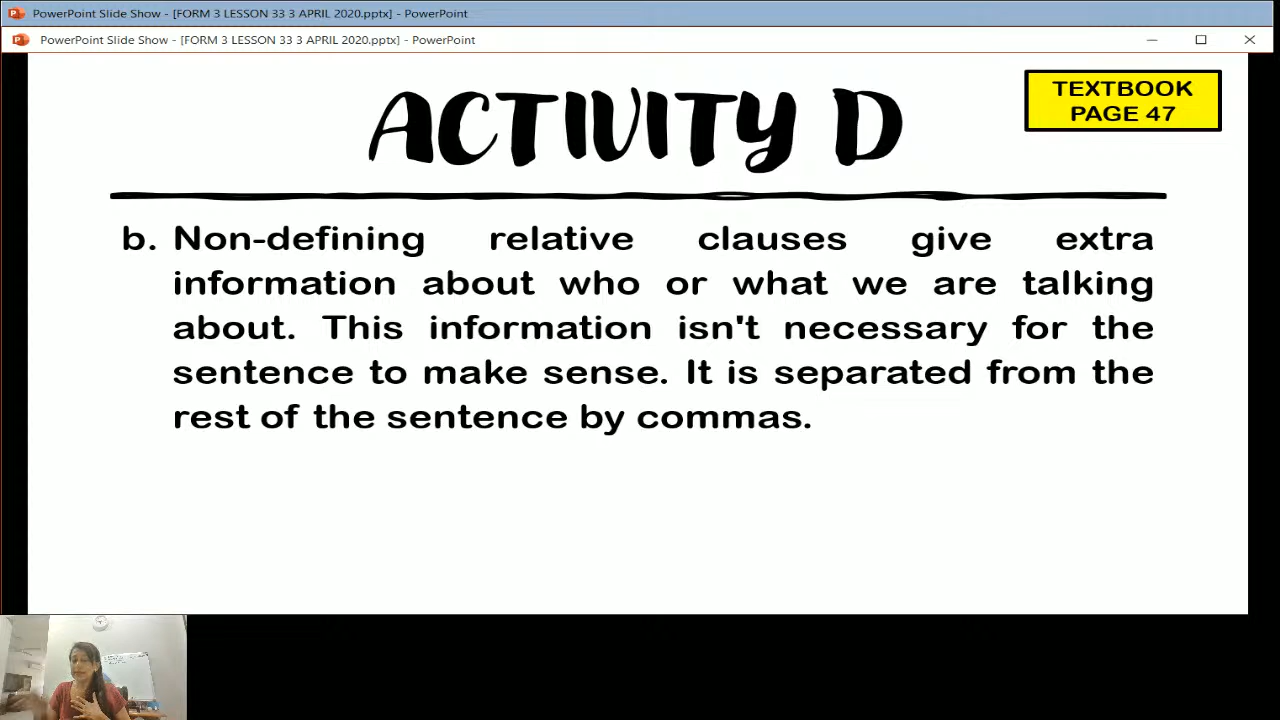 PowerPoint Slide Show - [FORM 3 LESSON 33 3 APRIL 2020.pptx] - PowerPoint
PowerPoint Slide Show - [FORM 3 LESSON 33 3 APRIL 2020.pptx] - PowerPoint
ACTIVITY D
TEXTBOOK
PAGE 47
b. Non-defining relative clauses give extra
information about who or what we are talking
about. This information isn't necessary for the
sentence to make sense. It is separated from the
rest of the sentence by commas.